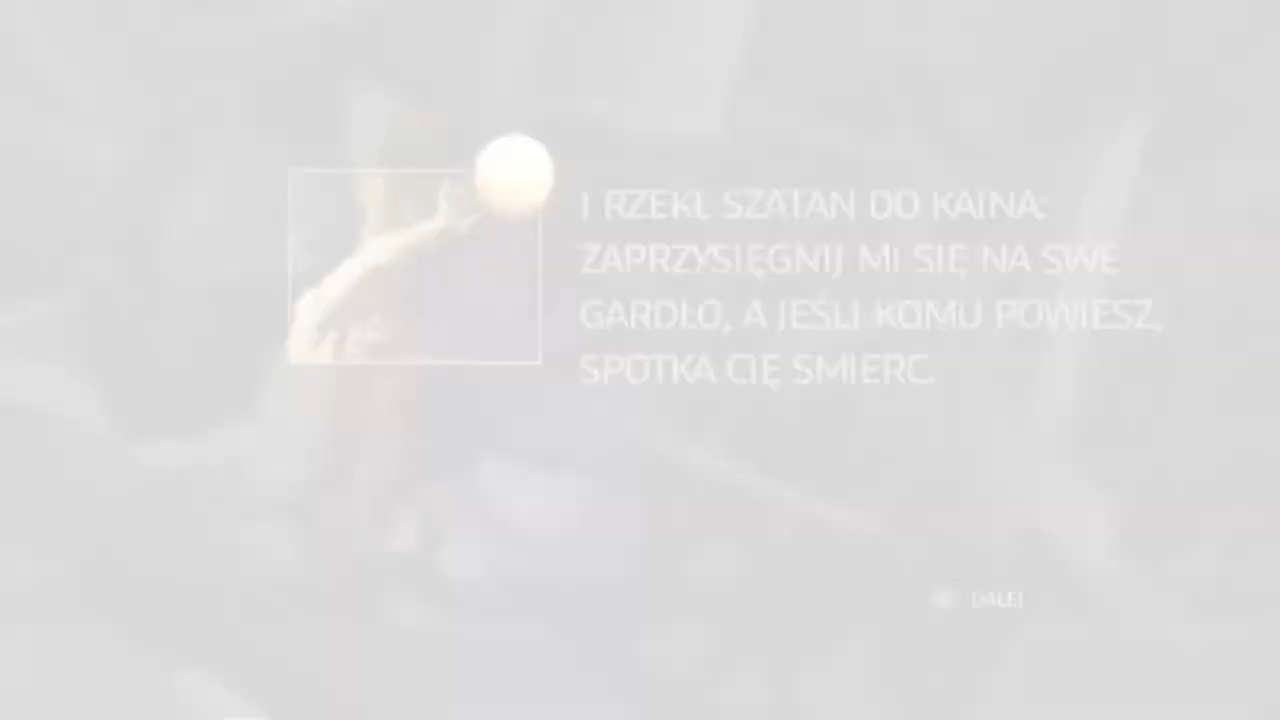 I RZEKŁ SZATAN DO KAINA:
ZAPRZYSIĘGNIJ MI SIĘ NA SWE
GARDŁO, A JEŚLI KOMU POWIESZ,
SPOTKA CIĘ ŚMIERĆ.
DALEJ